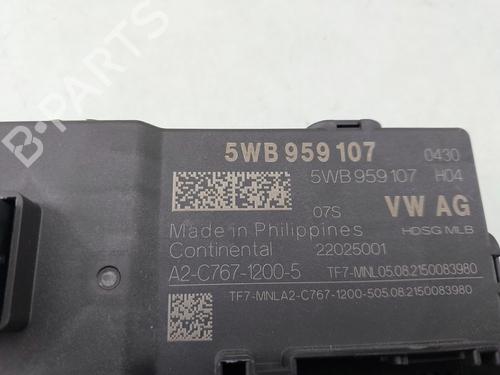 5WB 959 107 0430
5WB 959 107 H04
07S VW AG
Made in Philippines HDSG MLB
Continental 22025001
A2-C767-1200-5 TF7-MNL05.08.2150083980
TF7-MNLA2-C767-1200-505.08.2150083980
B-PARTS